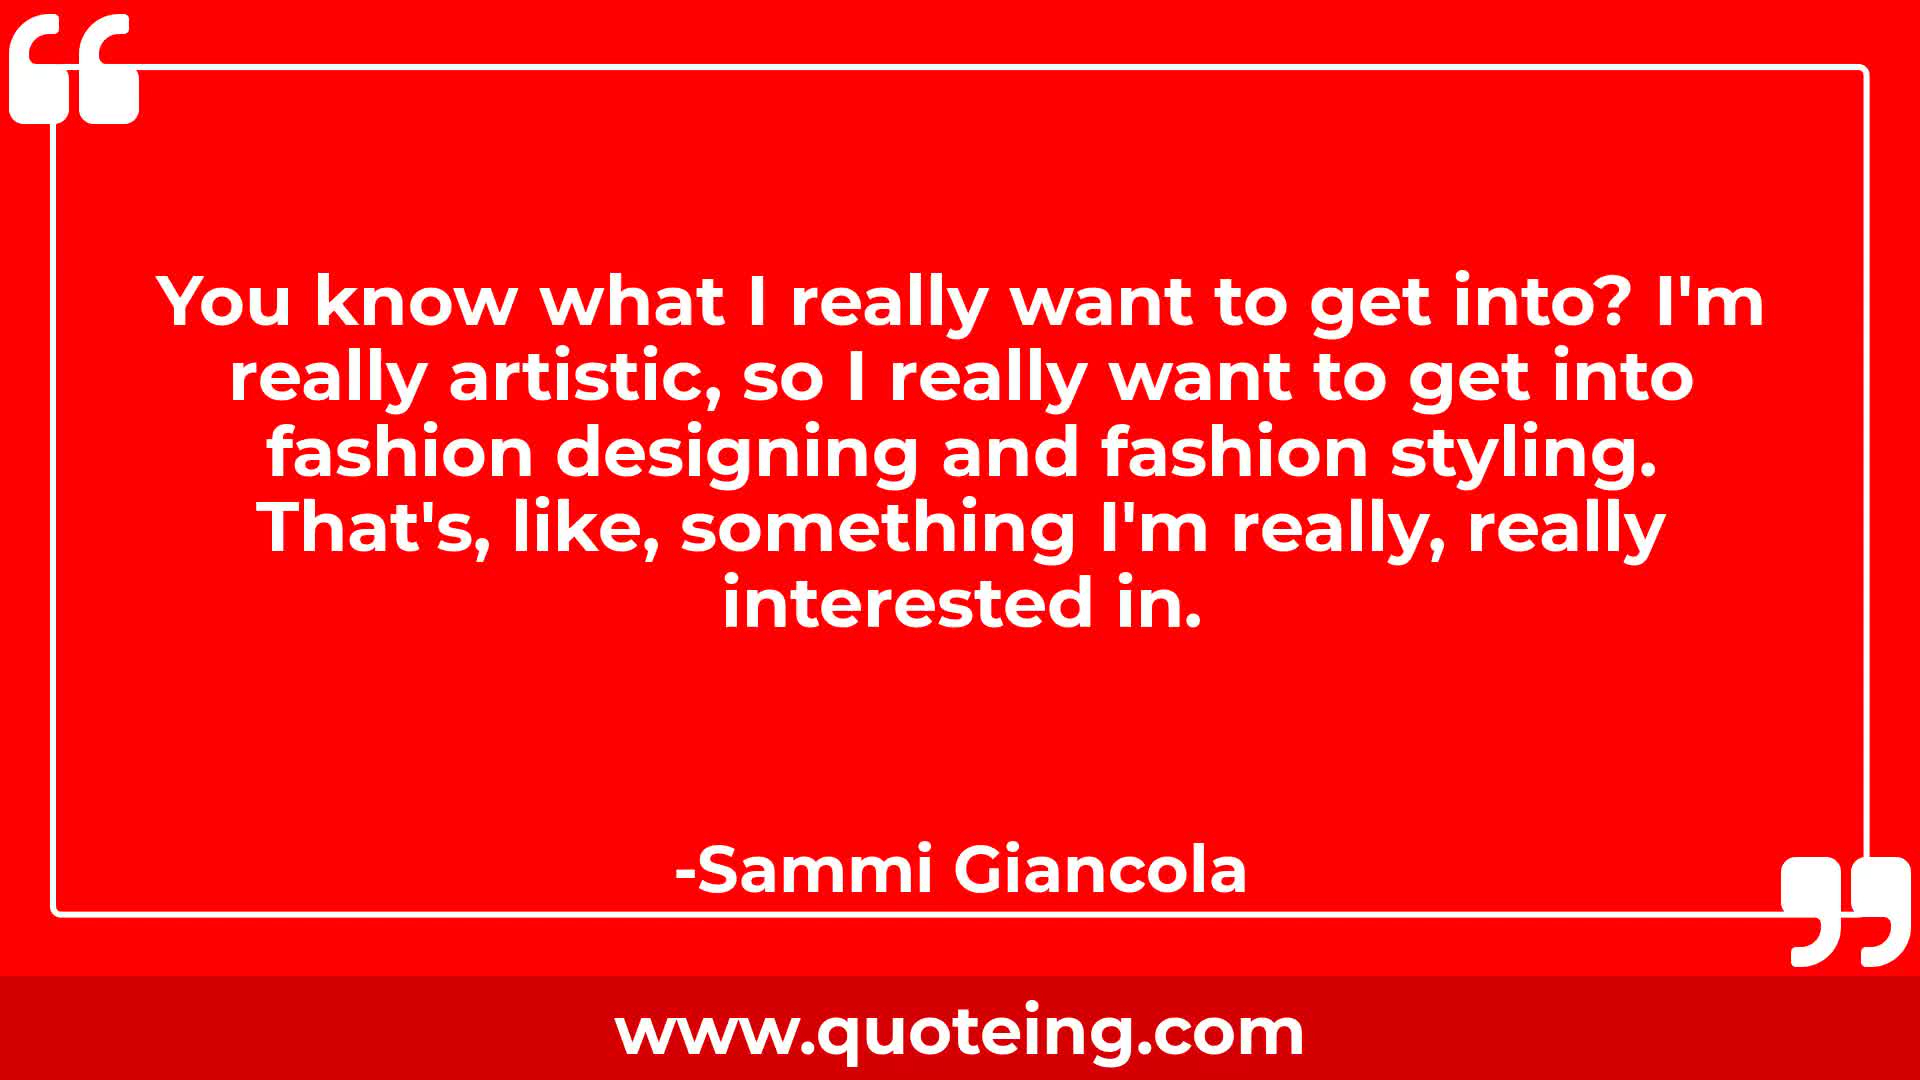 You know what I really want to get into? I'm
really artistic, so I really want to get into
fashion designing and fashion styling.
That's, like, something I'm really, really
interested in.
-Sammi Giancola
www.quoteing.com